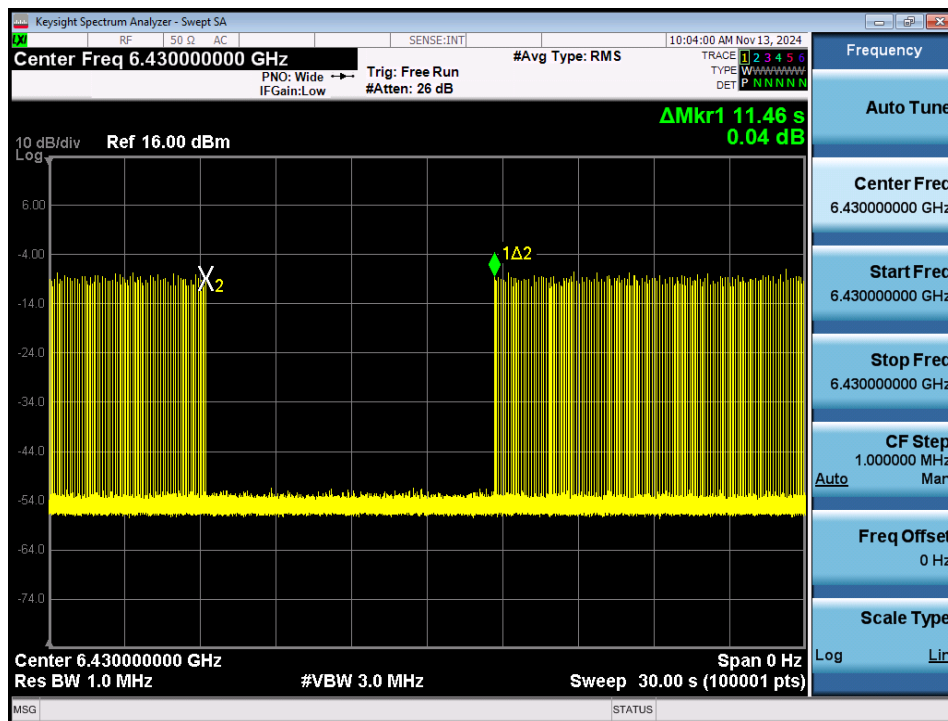 Keysight Spectrum Analyzer - Swept SA
LXI RF 50 Ω AC SENSE:INT 10:04:00 AM Nov 13, 2024
Center Freq 6.430000000 GHz
PNO: Wide
IFGain:Low
Trig: Free Run
#Atten: 26 dB
#Avg Type: RMS
TRACE 1 2 3 4 5 6
TYPE WWWWWW
DET P N N N N N
ΔMkr1 11.46 s
0.04 dB
10 dB/div Ref 16.00 dBm
Log
6.00
-4.00
-14.0
-24.0
-34.0
-44.0
-54.0
-64.0
-74.0
1Δ2
X2
Center 6.430000000 GHz Span 0 Hz
Res BW 1.0 MHz #VBW 3.0 MHz Sweep 30.00 s (100001 pts)
MSG STATUS
Frequency
Auto Tune
Center Freq
6.430000000 GHz
Start Freq
6.430000000 GHz
Stop Freq
6.430000000 GHz
CF Step
1.000000 MHz
Auto Man
Freq Offset
0 Hz
Scale Type
Log Lin